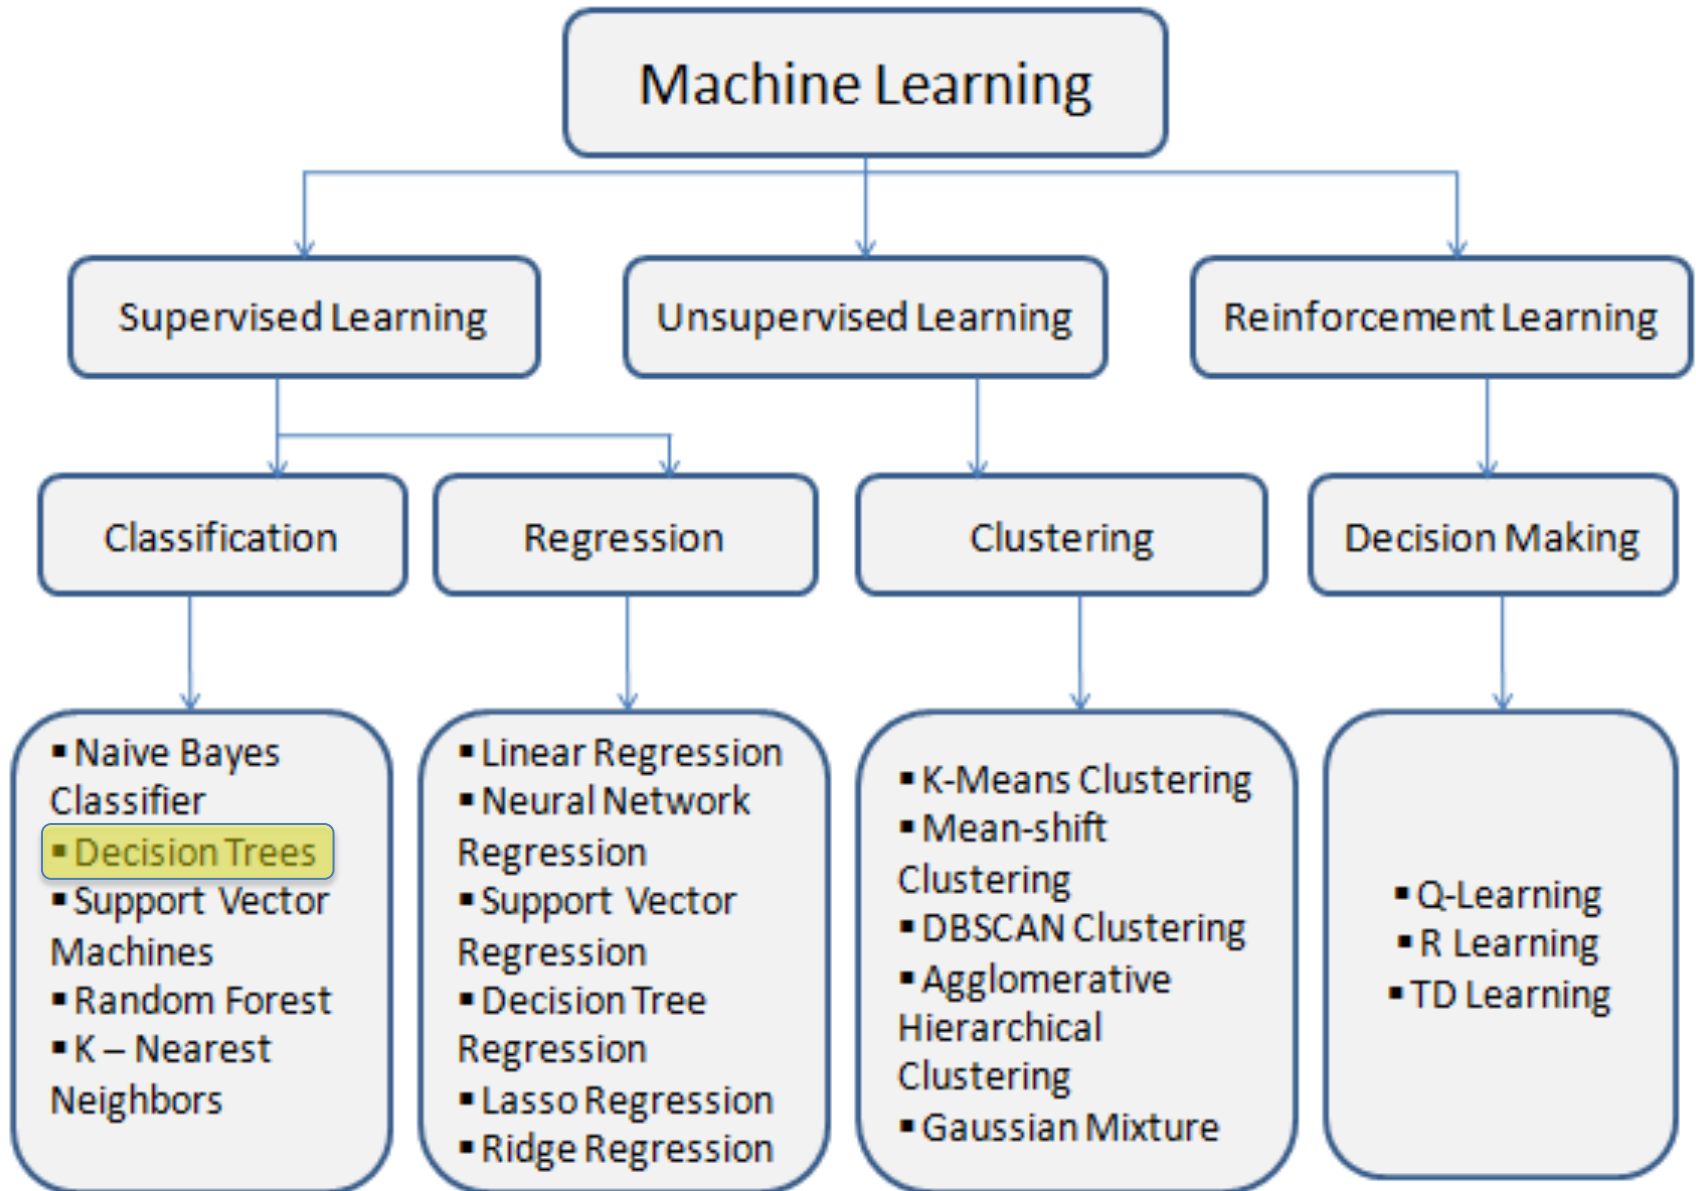 Machine Learning
Supervised Learning
Unsupervised Learning
Reinforcement Learning
Classification
Regression
Clustering
Decision Making
▪ Naive Bayes
Classifier
▪ Decision Trees
▪ Support Vector
Machines
▪ Random Forest
▪ K – Nearest
Neighbors
▪ Linear Regression
▪ Neural Network
Regression
▪ Support Vector
Regression
▪ Decision Tree
Regression
▪ Lasso Regression
▪ Ridge Regression
▪ K-Means Clustering
▪ Mean-shift
Clustering
▪ DBSCAN Clustering
▪ Agglomerative
Hierarchical
Clustering
▪ Gaussian Mixture
▪ Q-Learning
▪ R Learning
▪ TD Learning